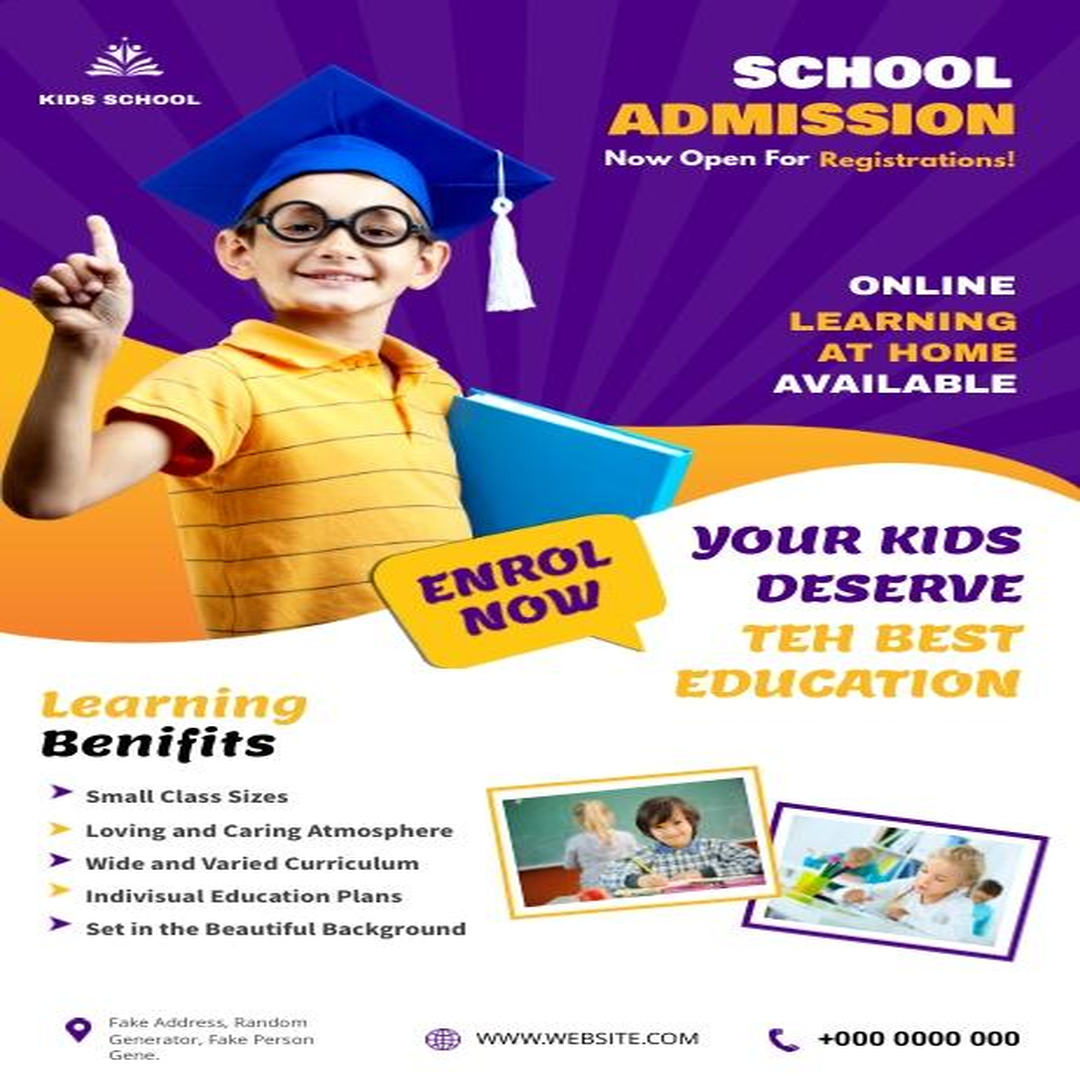 KIDS SCHOOL
SCHOOL
ADMISSION
Now Open For Registrations!
ONLINE
LEARNING
AT HOME
AVAILABLE
ENROL
NOW
YOUR KIDS
DESERVE
TEH BEST
EDUCATION
Learning
Benifits
Small Class Sizes
Loving and Caring Atmosphere
Wide and Varied Curriculum
Indivisual Education Plans
Set in the Beautiful Background
Fake Address, Random
Generator, Fake Person
Gene.
WWW.WEBSITE.COM
+000 0000 000